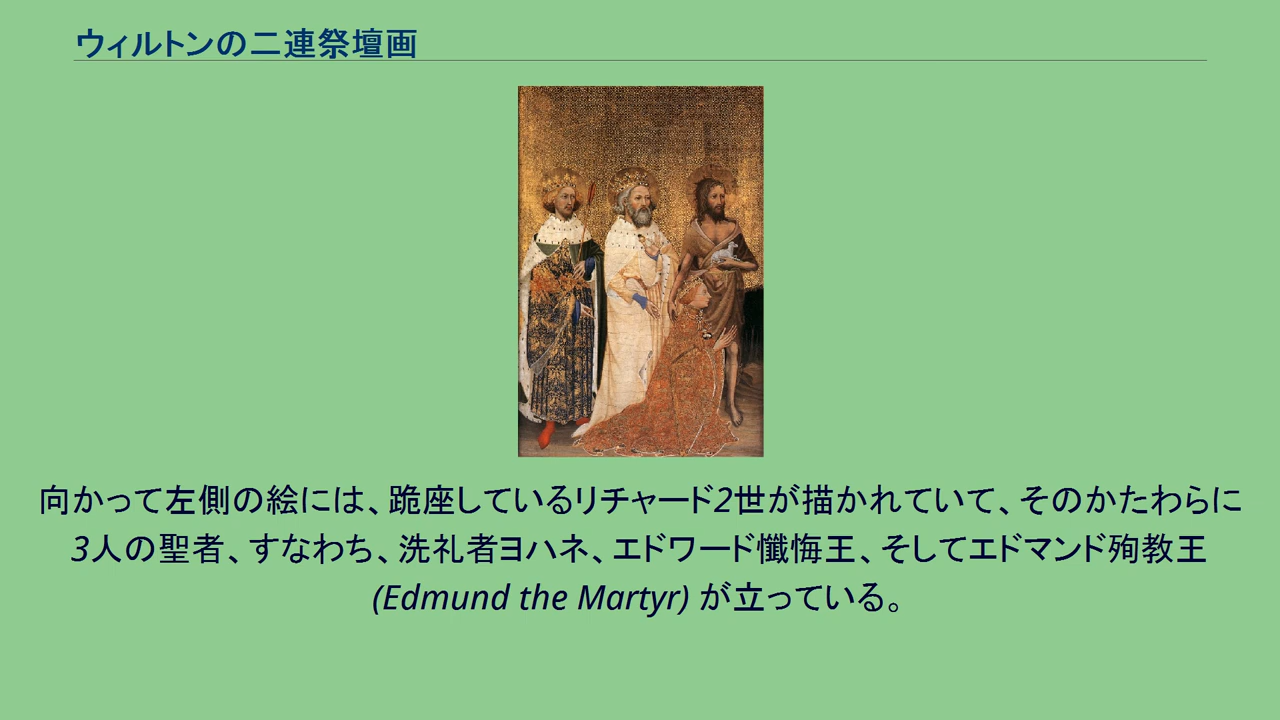 ウィルトンの二連祭壇画
向かって左側の絵には、跪座しているリチャード2世が描かれていて、そのかたわらに
3人の聖者、すなわち、洗礼者ヨハネ、エドワード懺悔王、そしてエドマンド殉教王
(Edmund the Martyr) が立っている。